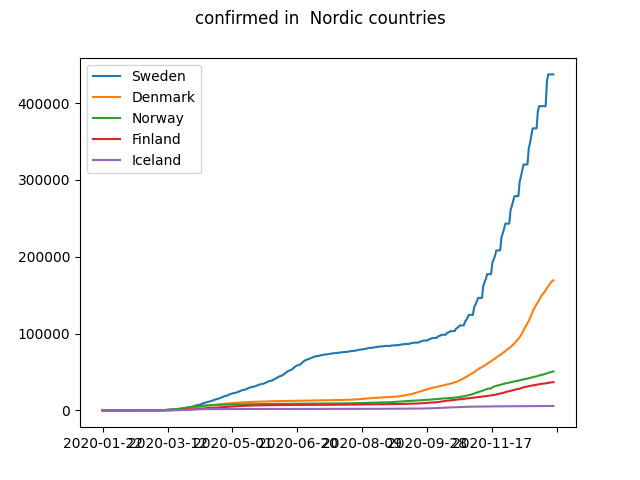 confirmed in  Nordic countries
Sweden
Denmark
Norway
Finland
Iceland
400000
300000
200000
100000
0
2020-01-22 2020-03-12 2020-05-01 2020-06-20 2020-08-09 2020-09-28 2020-11-17